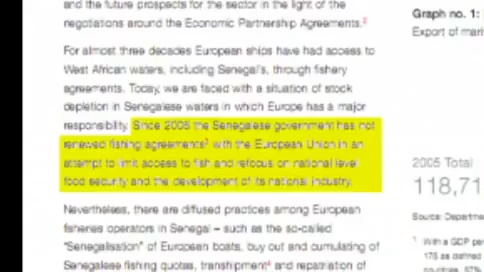 and the future prospects for the sector in the light of the
negotiations around the Economic Partnership Agreements.²
For almost three decades European ships have had access to
West African waters, including Senegal's, through fishery
agreements. Today, we are faced with a situation of stock
depletion in Senegalese waters in which Europe has a major
responsibility. Since 2005 the Senegalese government has not
renewed fishing agreements³ with the European Union in an
attempt to limit access to fish and refocus on national level
food security and the development of its national industry.
Nevertheless, there are diffused practices among European
fisheries operators in Senegal – such as the so-called
"Senegalisation" of European boats, buy out and cumulating of
Senegalese fishing quotas, transhipment⁴ and repatriation of
Graph no. 1:
Export of mari
2005 Total
118,71
Source: Departme
¹ With a GDP per
175 as defined
countries, 57%